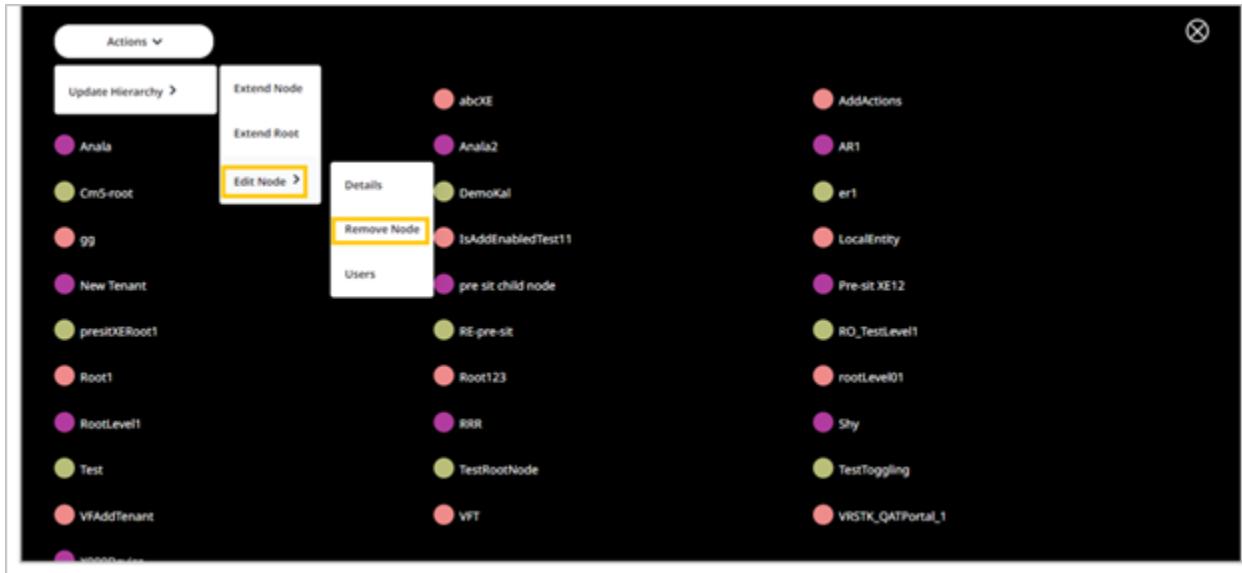 Actions
Update Hierarchy
Extend Node
abcXE
AddActions
Extend Root
Anala
Anala2
AR1
Edit Node
Details
Cm5-root
DemoKal
er1
Remove Node
gg
IsAddEnabledTest11
LocalEntity
Users
New Tenant
pre sit child node
Pre-sit XE12
presitXERoot1
RE-pre-sit
RO_TestLevel1
Root1
Root123
rootLevel01
RootLevel1
RRR
Shy
Test
TestRootNode
TestToggling
VFAddTenant
VFT
VRSTK_QATPortal_1